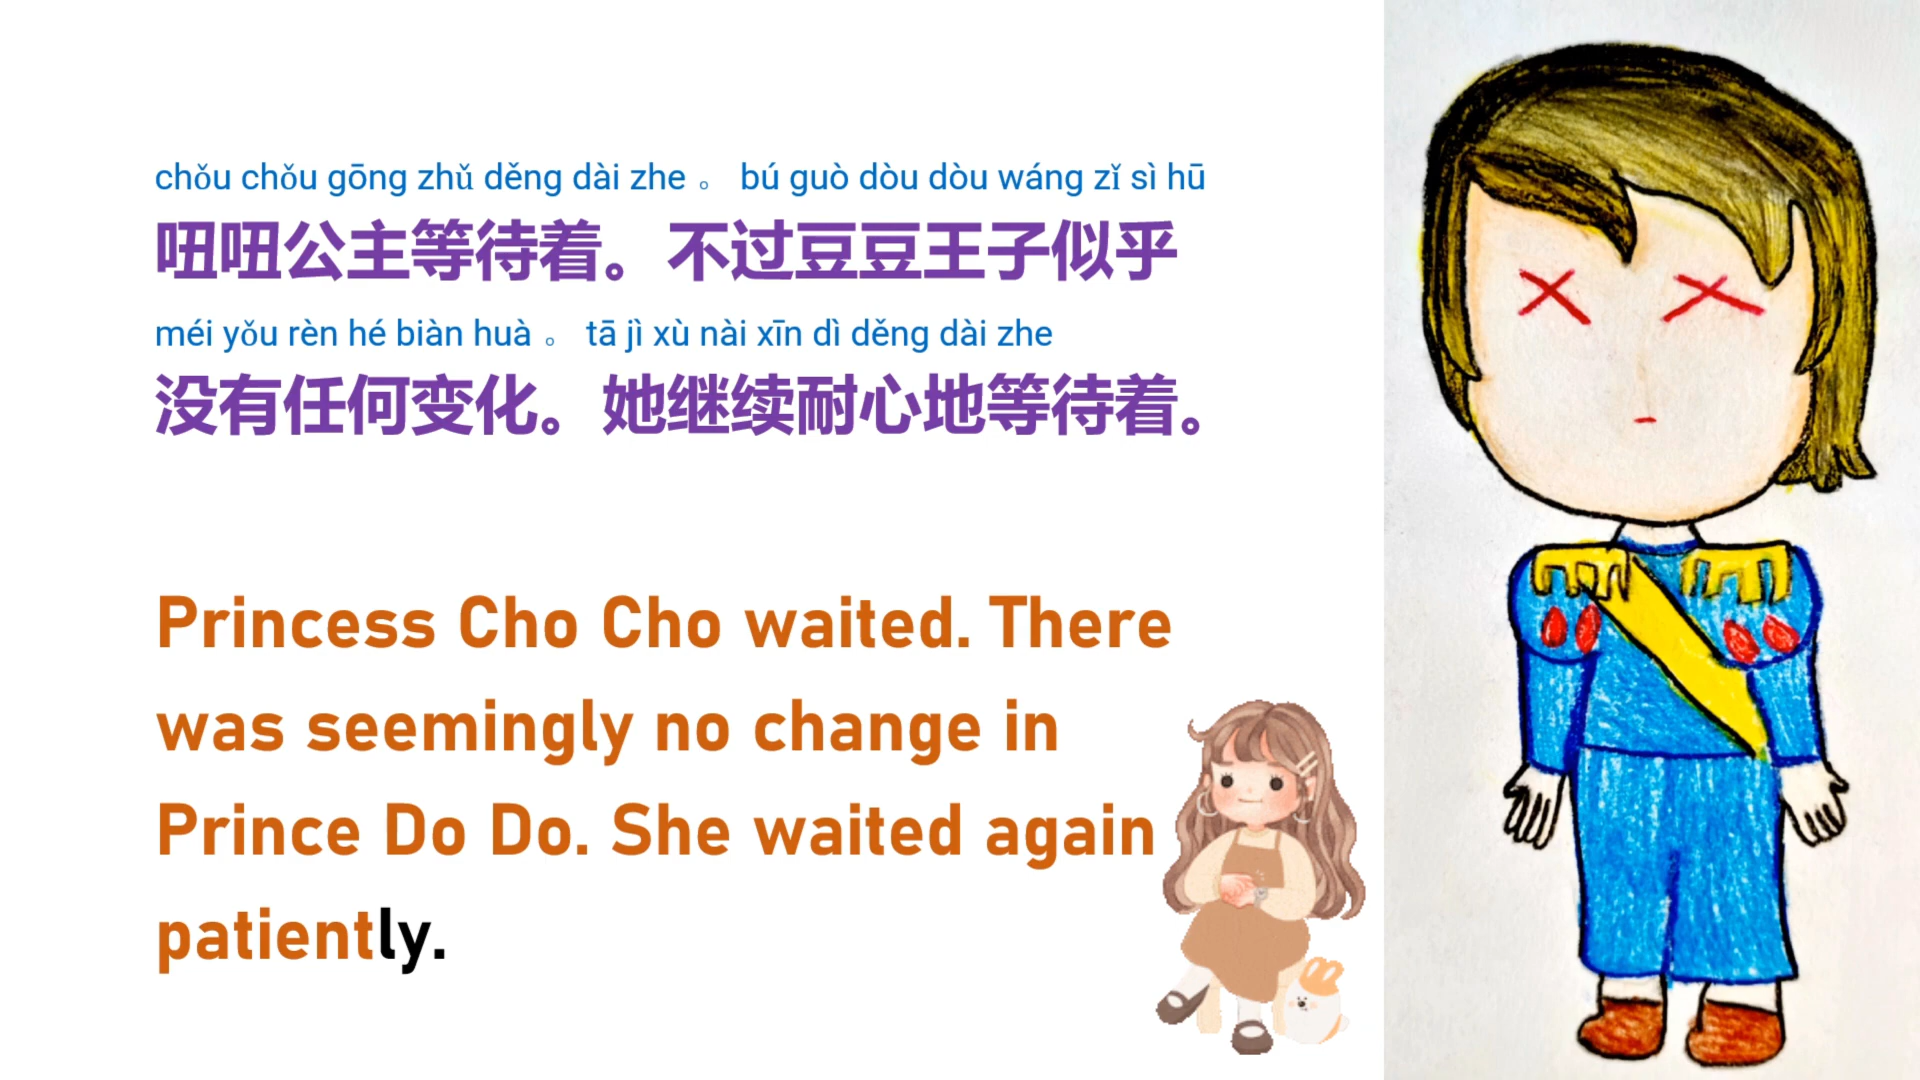 chǒu chǒu gōng zhǔ děng dài zhe 。 bú guò dòu dòu wáng zǐ sì hū
吜吜公主等待着。不过豆豆王子似乎
méi yǒu rèn hé biàn huà 。 tā jì xù nài xīn dì děng dài zhe
没有任何变化。她继续耐心地等待着。
Princess Cho Cho waited. There
was seemingly no change in
Prince Do Do. She waited again
patiently.